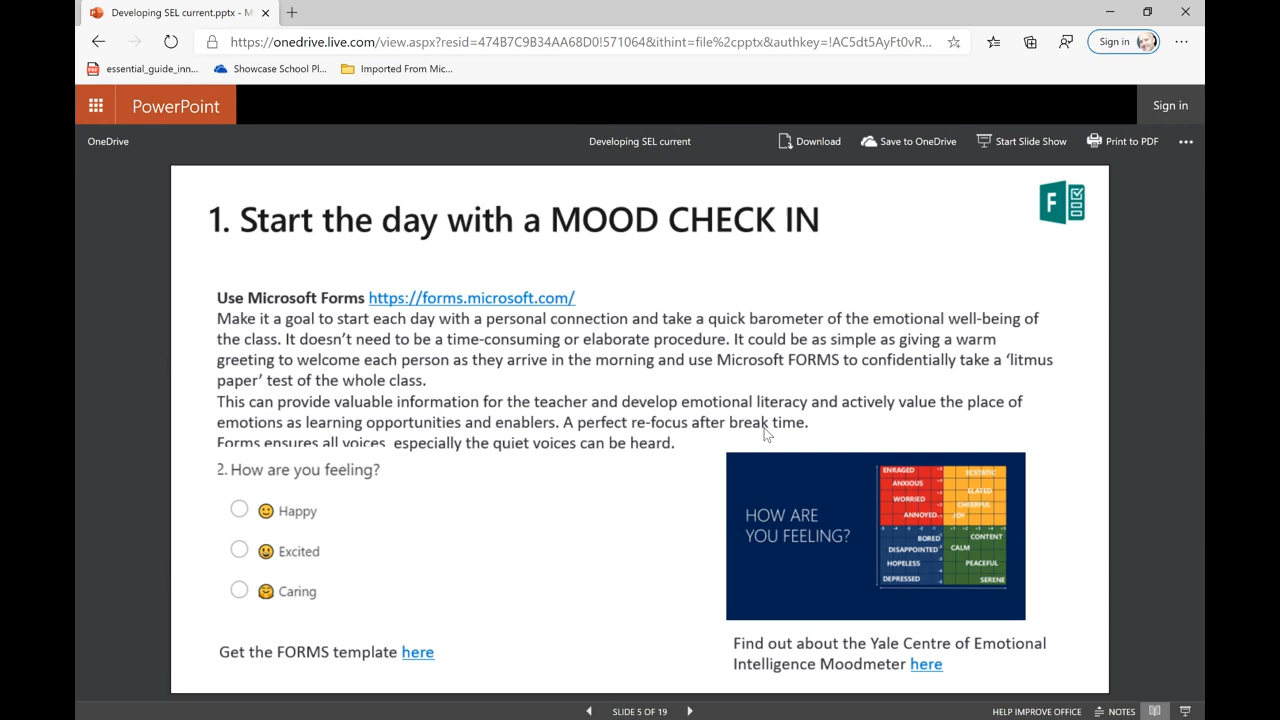 Developing SEL current.pptx - M
https://onedrive.live.com/view.aspx?resid=474B7C9B34AA68D0!571064&ithint=file%2cpptx&authkey=!AC5dt5AyFt0vR...
Sign in
essential_guide_inn...
Showcase School Pl...
Imported From Mic...
PowerPoint
Sign in
OneDrive
Developing SEL current
Download
Save to OneDrive
Start Slide Show
Print to PDF
1. Start the day with a MOOD CHECK IN
F
Use Microsoft Forms https://forms.microsoft.com/
Make it a goal to start each day with a personal connection and take a quick barometer of the emotional well-being of
the class. It doesn't need to be a time-consuming or elaborate procedure. It could be as simple as giving a warm
greeting to welcome each person as they arrive in the morning and use Microsoft FORMS to confidentially take a 'litmus
paper' test of the whole class.
This can provide valuable information for the teacher and develop emotional literacy and actively value the place of
emotions as learning opportunities and enablers. A perfect re-focus after break time.
Forms ensures all voices especially the quiet voices can be heard.
2. How are you feeling?
Happy
Excited
Caring
Get the FORMS template here
HOW ARE
YOU FEELING?
ENRAGED
ECSTATIC
ANXIOUS
ELATED
WORRIED
CHEERFUL
ANNOYED
JOY
BORED
CONTENT
DISAPPOINTED
CALM
HOPELESS
PEACEFUL
DEPRESSED
SERENE
Find out about the Yale Centre of Emotional
Intelligence Moodmeter here
SLIDE 5 OF 19
HELP IMPROVE OFFICE
NOTES